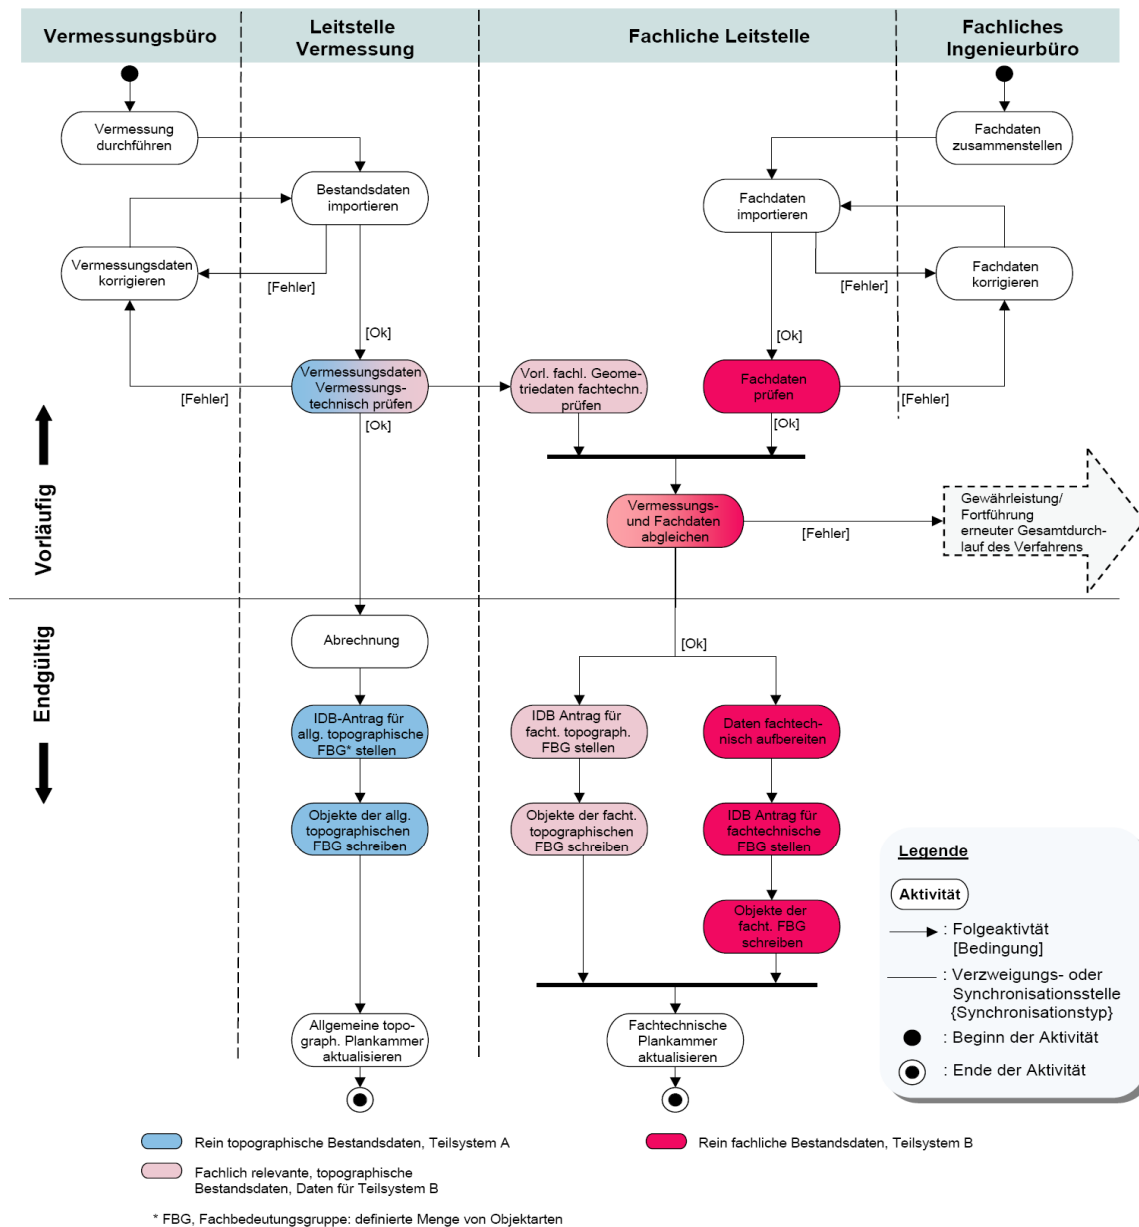 Vermessungsbüro
Leitstelle
Vermessung
Fachliche Leitstelle
Fachliches
Ingenieurbüro
Vermessung
durchführen
Fachdaten
zusammenstellen
Bestandsdaten
importieren
Fachdaten
importieren
Vermessungsdaten
korrigieren
[Fehler]
[Fehler]
Fachdaten
korrigieren
[Ok]
[Ok]
Vermessungsdaten
Vermessungs-
technisch prüfen
Vorl. fachl. Geome-
triedaten fachtechn.
prüfen
Fachdaten
prüfen
[Fehler]
[Fehler]
[Ok]
[Ok]
Vorläufig
Vermessungs-
und Fachdaten
abgleichen
[Fehler]
Gewährleistung/
Fortführung
erneuter Gesamtdurch-
lauf des Verfahrens
Endgültig
Abrechnung
[Ok]
IDB-Antrag für
allg. topographische
FBG* stellen
IDB Antrag für
facht. topograph.
FBG stellen
Daten fachtech-
nisch aufbereiten
Objekte der allg.
topographischen
FBG schreiben
Objekte der facht.
topographischen
FBG schreiben
IDB Antrag für
fachtechnische
FBG stellen
Objekte der
facht. FBG
schreiben
Allgemeine topo-
graph. Plankammer
aktualisieren
Fachtechnische
Plankammer
aktualisieren
Legende
Aktivität
: Folgeaktivtät
[Bedingung]
: Verzweigungs- oder
Synchronisationsstelle
{Synchronisationstyp}
: Beginn der Aktivität
: Ende der Aktivität
Rein topographische Bestandsdaten, Teilsystem A
Rein fachliche Bestandsdaten, Teilsystem B
Fachlich relevante, topographische
Bestandsdaten, Daten für Teilsystem B
* FBG, Fachbedeutungsgruppe: definierte Menge von Objektarten